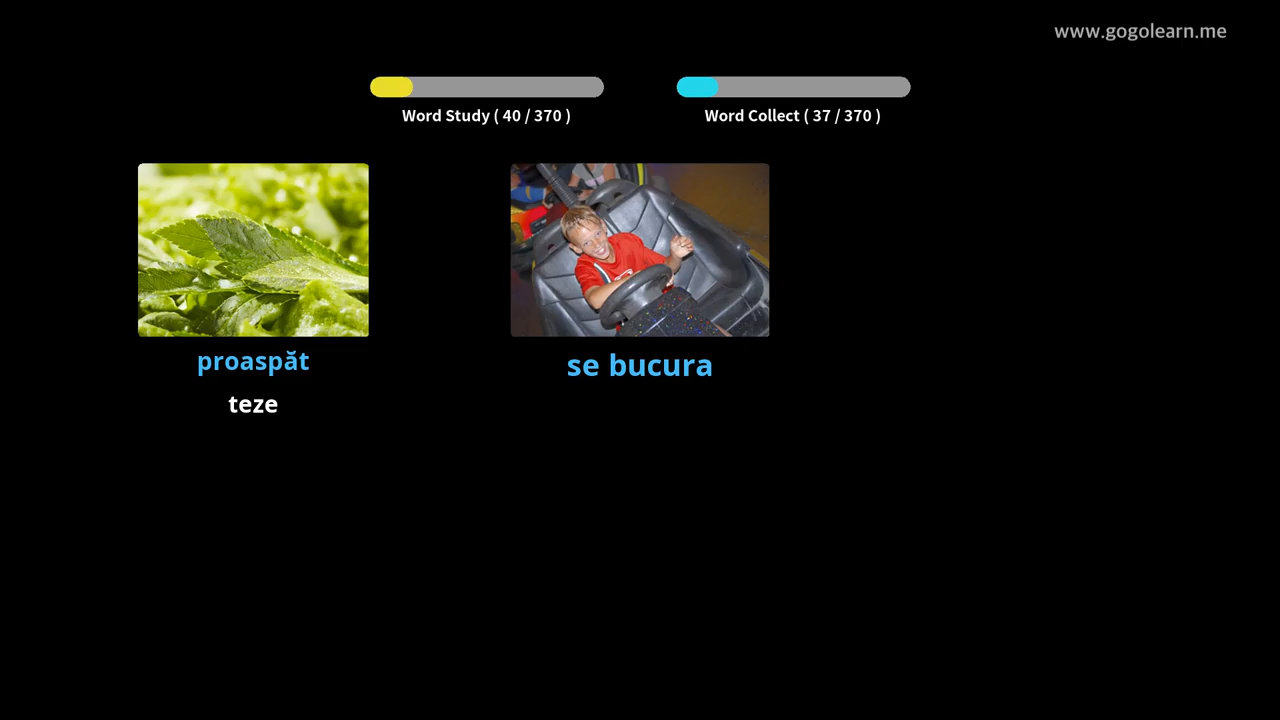 www.gogolearn.me
Word Study ( 40 / 370 )
Word Collect ( 37 / 370 )
proaspăt
teze
se bucura